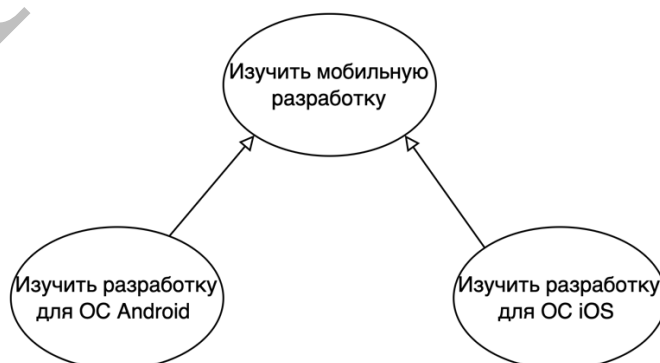 Изучить мобильную
разработку
Изучить разработку
для ОС Android
Изучить разработку
для ОС iOS